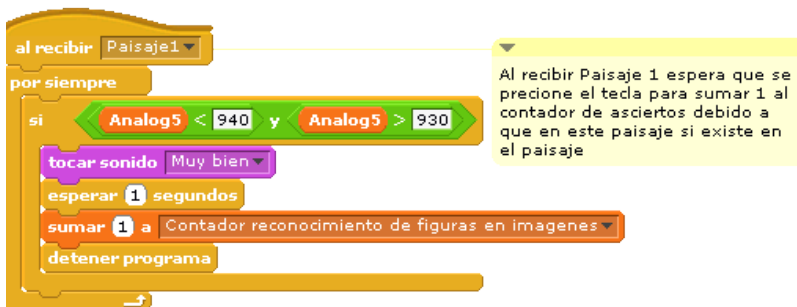 al recibir Paisaje1
por siempre
si Analog5 < 940 y Analog5 > 930
tocar sonido Muy bien
esperar 1 segundos
sumar 1 a Contador reconocimiento de figuras en imagenes
detener programa
Al recibir Paisaje 1 espera que se
precione el tecla para sumar 1 al
contador de asciertos debido a
que en este paisaje si existe en
el paisaje